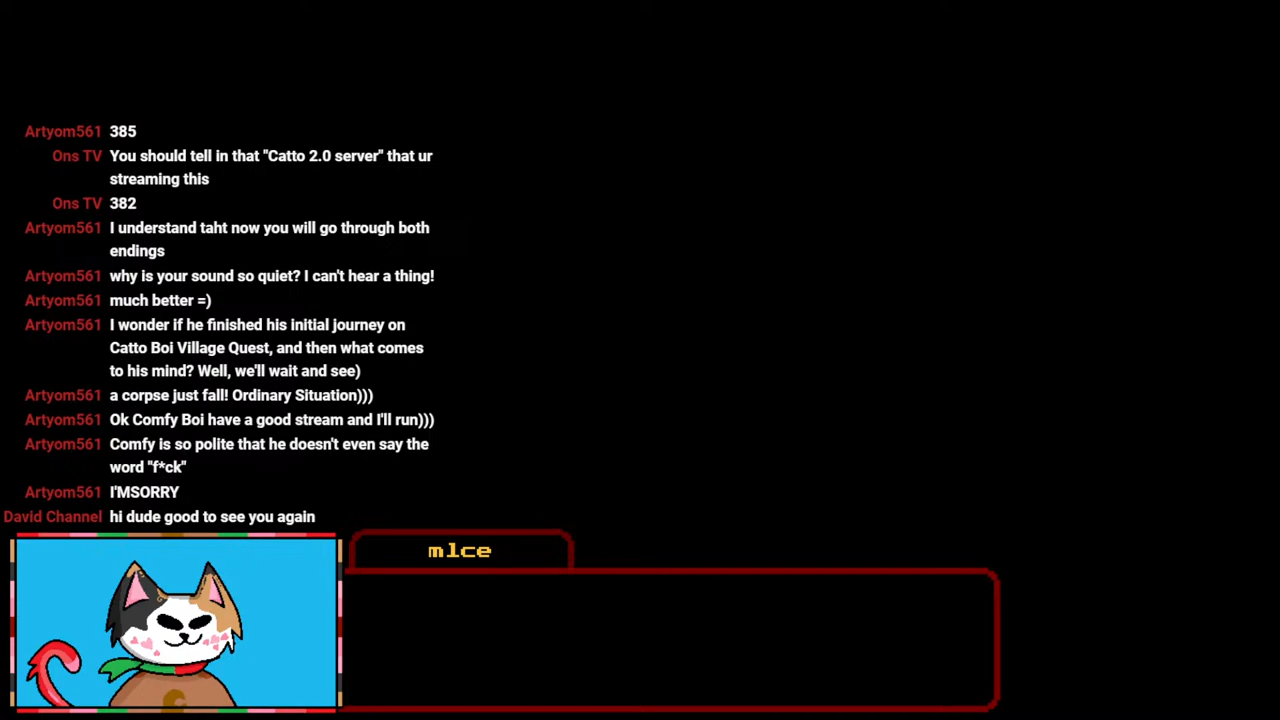 Artyom561 385
Ons TV You should tell in that "Catto 2.0 server" that ur
streaming this
Ons TV 382
Artyom561 I understand taht now you will go through both
endings
Artyom561 why is your sound so quiet? I can't hear a thing!
Artyom561 much better =)
Artyom561 I wonder if he finished his initial journey on
Catto Boi Village Quest, and then what comes
to his mind? Well, we'll wait and see)
Artyom561 a corpse just fall! Ordinary Situation)))
Artyom561 Ok Comfy Boi have a good stream and I'll run)))
Artyom561 Comfy is so polite that he doesn't even say the
word "f*ck"
Artyom561 I'MSORRY
David Channel hi dude good to see you again
m1ce